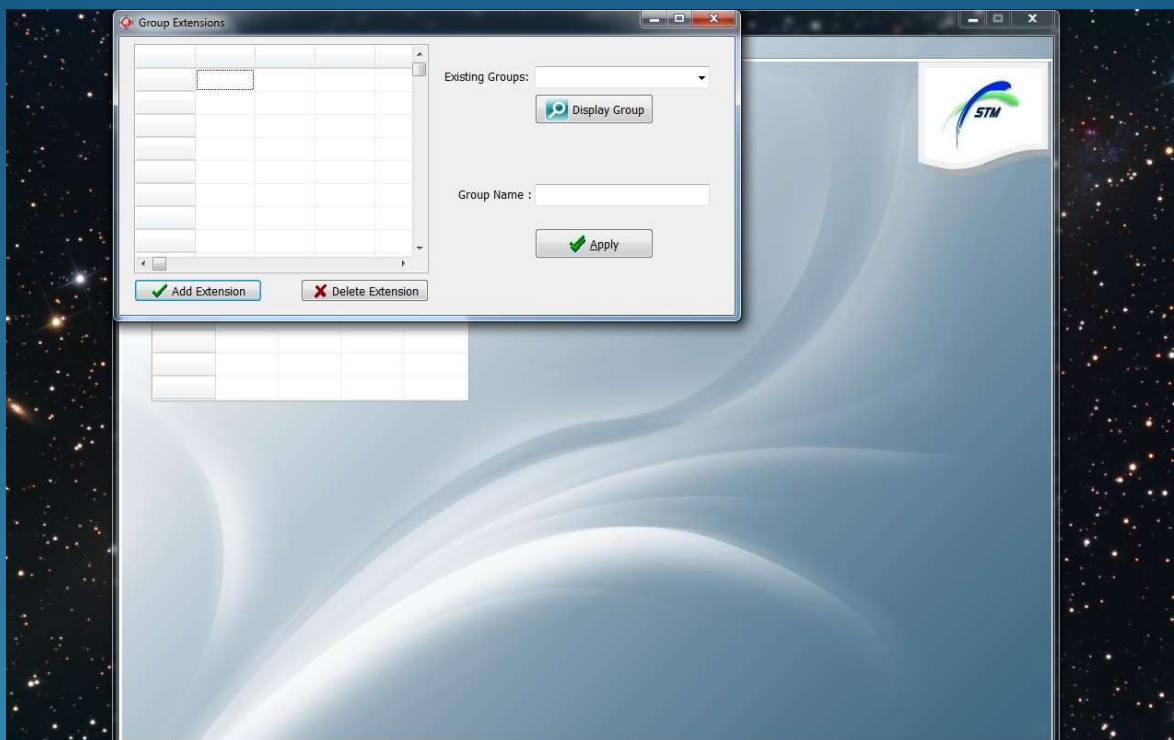 Group Extensions
Existing Groups:
Display Group
Group Name :
Apply
Add Extension
Delete Extension
STM